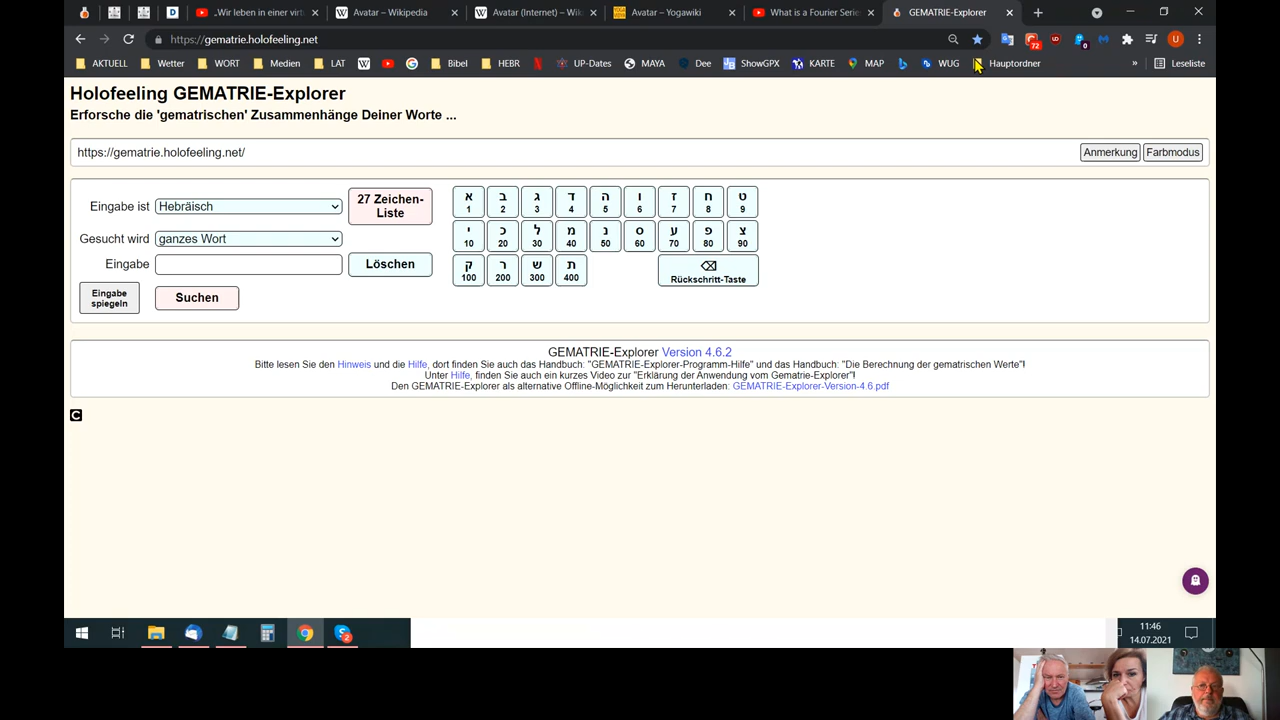 „Wir leben in einer virt
Avatar – Wikipedia
Avatar (Internet) – Wiki
Avatar – Yogawiki
What is a Fourier Serie
GEMATRIE-Explorer
https://gematrie.holofeeling.net
72
0
U
AKTUELL
Wetter
WORT
Medien
LAT
Bibel
HEBR
UP-Dates
MAYA
Dee
ShowGPX
KARTE
MAP
WUG
Hauptordner
»
Leseliste
Holofeeling GEMATRIE-Explorer
Erforsche die 'gematrischen' Zusammenhänge Deiner Worte ...
https://gematrie.holofeeling.net/
Anmerkung
Farbmodus
Eingabe ist
Hebräisch
27 Zeichen-
Liste
Gesucht wird
ganzes Wort
Eingabe
Löschen
Eingabe
spiegeln
Suchen
א ב ג ד ה ו ז ח ט
1 2 3 4 5 6 7 8 9
י כ ל מ נ ס ע פ צ
10 20 30 40 50 60 70 80 90
ק ר ש ת
100 200 300 400
Rückschritt-Taste
GEMATRIE-Explorer Version 4.6.2
Bitte lesen Sie den Hinweis und die Hilfe, dort finden Sie auch das Handbuch: "GEMATRIE-Explorer-Programm-Hilfe" und das Handbuch: "Die Berechnung der gematrischen Werte"!
Unter Hilfe, finden Sie auch ein kurzes Video zur "Erklärung der Anwendung vom Gematrie-Explorer"!
Den GEMATRIE-Explorer als alternative Offline-Möglichkeit zum Herunterladen: GEMATRIE-Explorer-Version-4.6.pdf
C
2
11:46
14.07.2021